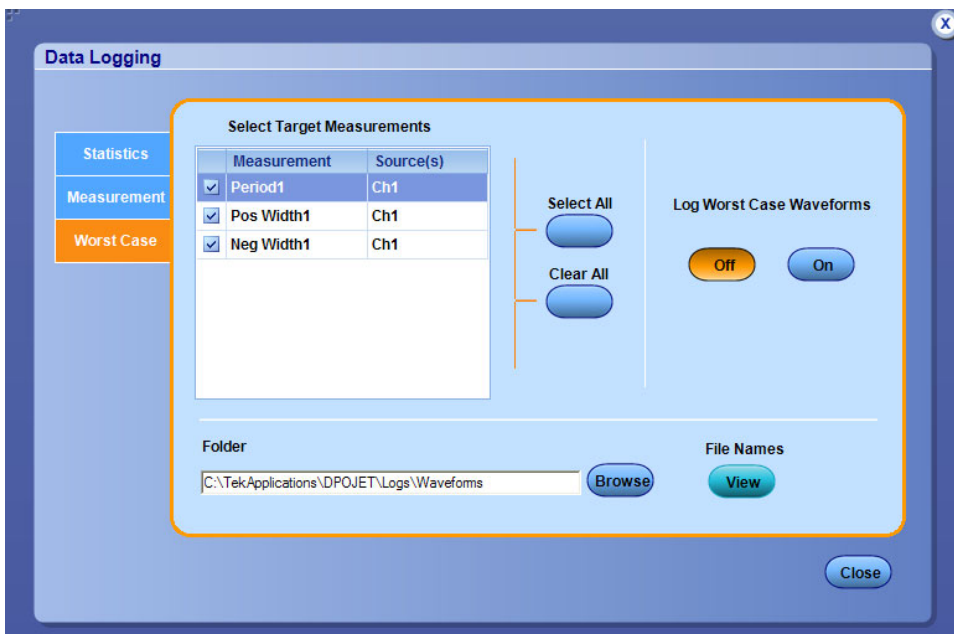 X
Data Logging
Statistics
Measurement
Worst Case
Select Target Measurements
Measurement Source(s)
Period1 Ch1
Pos Width1 Ch1
Neg Width1 Ch1
Select All
Clear All
Log Worst Case Waveforms
Off On
Folder
C:\TekApplications\DPOJET\Logs\Waveforms
Browse
File Names
View
Close